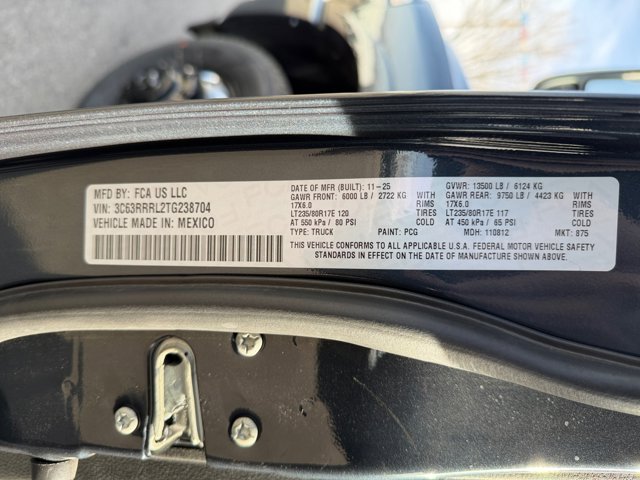 MFD BY: FCA US LLC
VIN: 3C63RRRL2TG238704
VEHICLE MADE IN: MEXICO
DATE OF MFR (BUILT): 11-25
GAWR FRONT: 6000 LB / 2722 KG
17X6.0 RIMS
LT235/80R17E 120 TIRES
AT 550 kPa / 80 PSI COLD
TYPE: TRUCK PAINT: PCG
GVWR: 13500 LB / 6124 KG
GAWR REAR: 9750 LB / 4423 KG
17X6.0 RIMS
LT235/80R17E 117 TIRES
AT 450 kPa / 65 PSI COLD
MDH: 110812 MKT: 875
THIS VEHICLE CONFORMS TO ALL APPLICABLE U.S.A. FEDERAL MOTOR VEHICLE SAFETY
STANDARDS IN EFFECT ON THE DATE OF MANUFACTURE SHOWN ABOVE.